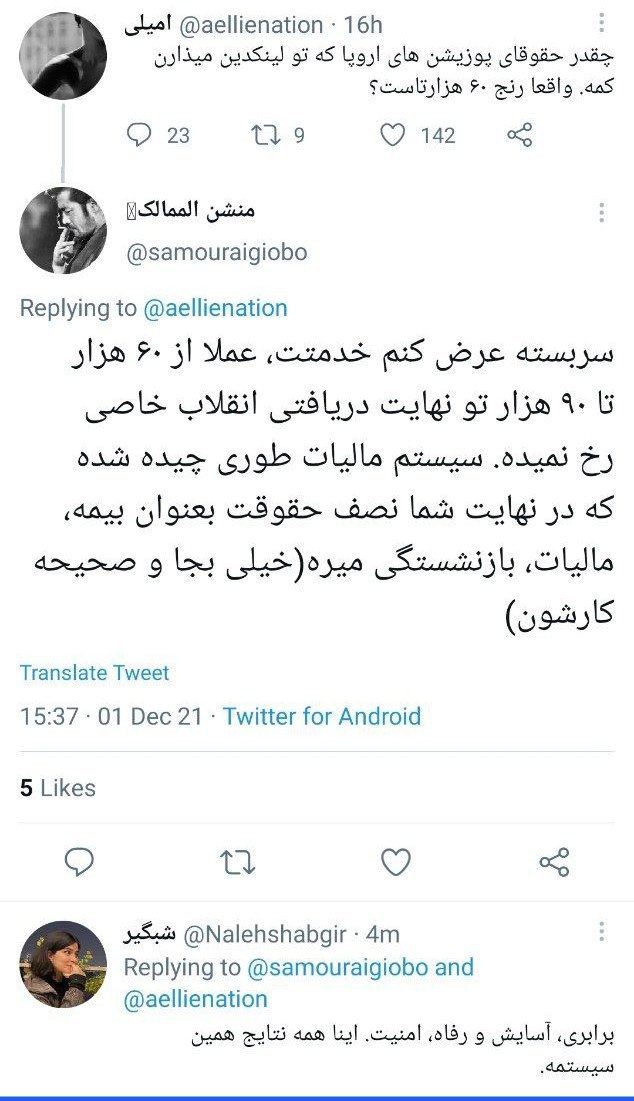 امیلی @aellienation · 16h
چقدر حقوقای پوزیشن های اروپا که تو لینکدین میذارن
کمه. واقعا رنج ۶۰ هزارتاست؟
23 9 142
منشن الممالک
@samouraigiobo
Replying to @aellienation
سربسته عرض کنم خدمتت، عملا از ۶۰ هزار
تا ۹۰ هزار تو نهایت دریافتی انقلاب خاصی
رخ نمیده. سیستم مالیات طوری چیده شده
که در نهایت شما نصف حقوقت بعنوان بیمه،
مالیات، بازنشستگی میره(خیلی بجا و صحیحه
کارشون)
Translate Tweet
15:37 · 01 Dec 21 · Twitter for Android
5 Likes
شبگیر @Nalehshabgir · 4m
Replying to @samouraigiobo and
@aellienation
برابری، آسایش و رفاه، امنیت. اینا همه نتایج همین
سیستمه.